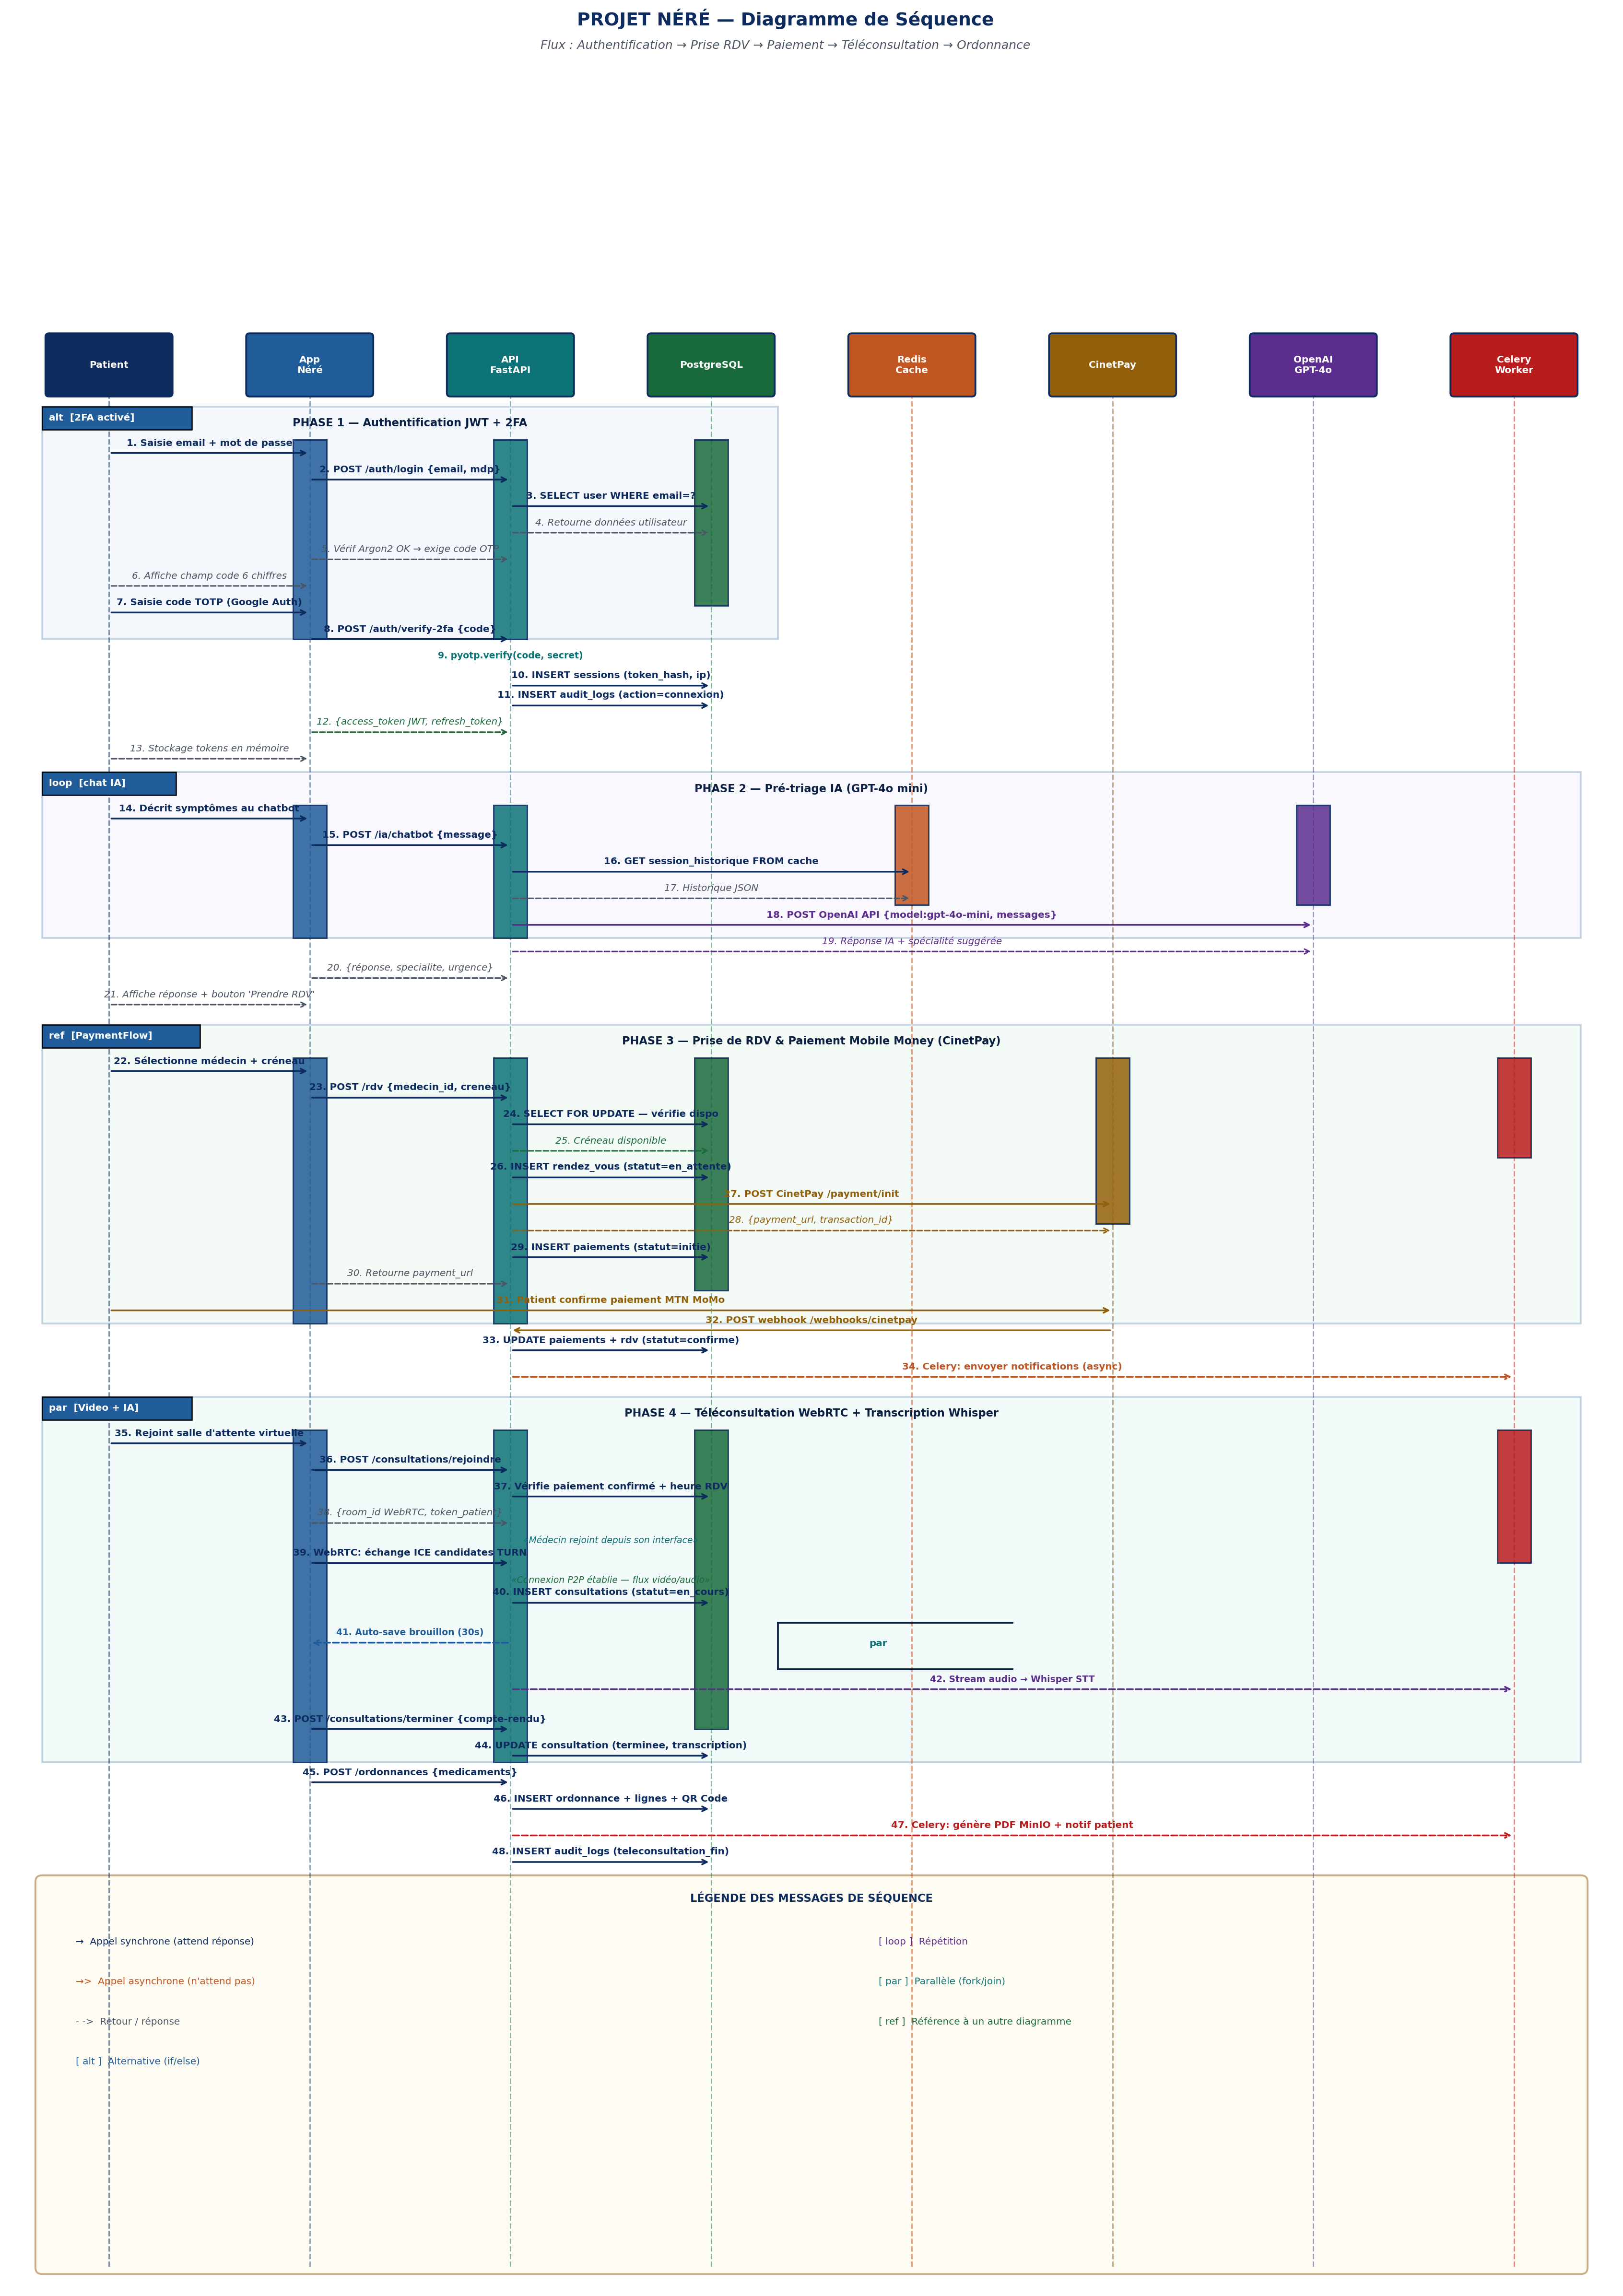 PROJET NÉRÉ — Diagramme de Séquence
Flux : Authentification → Prise RDV → Paiement → Téléconsultation → Ordonnance
Patient
App
Néré
API
FastAPI
PostgreSQL
Redis
Cache
CinetPay
OpenAI
GPT-4o
Celery
Worker
alt [2FA activé]
PHASE 1 — Authentification JWT + 2FA
1. Saisie email + mot de passe
2. POST /auth/login {email, mdp}
3. SELECT user WHERE email=?
4. Retourne données utilisateur
5. Vérif Argon2 OK → exige code OTP
6. Affiche champ code 6 chiffres
7. Saisie code TOTP (Google Auth)
8. POST /auth/verify-2fa {code}
9. pyotp.verify(code, secret)
10. INSERT sessions (token_hash, ip)
11. INSERT audit_logs (action=connexion)
12. {access_token JWT, refresh_token}
13. Stockage tokens en mémoire
loop [chat IA]
PHASE 2 — Pré-triage IA (GPT-4o mini)
14. Décrit symptômes au chatbot
15. POST /ia/chatbot {message}
16. GET session_historique FROM cache
17. Historique JSON
18. POST OpenAI API {model:gpt-4o-mini, messages}
19. Réponse IA + spécialité suggérée
20. {réponse, specialite, urgence}
21. Affiche réponse + bouton 'Prendre RDV'
ref [PaymentFlow]
PHASE 3 — Prise de RDV & Paiement Mobile Money (CinetPay)
22. Sélectionne médecin + créneau
23. POST /rdv {medecin_id, creneau}
24. SELECT FOR UPDATE — vérifie dispo
25. Créneau disponible
26. INSERT rendez_vous (statut=en_attente)
27. POST CinetPay /payment/init
28. {payment_url, transaction_id}
29. INSERT paiements (statut=initie)
30. Retourne payment_url
31. Patient confirme paiement MTN MoMo
32. POST webhook /webhooks/cinetpay
33. UPDATE paiements + rdv (statut=confirme)
34. Celery: envoyer notifications (async)
par [Video + IA]
PHASE 4 — Téléconsultation WebRTC + Transcription Whisper
35. Rejoint salle d'attente virtuelle
36. POST /consultations/rejoindre
37. Vérifie paiement confirmé + heure RDV
38. {room_id WebRTC, token_patient}
«Médecin rejoint depuis son interface»
39. WebRTC: échange ICE candidates TURN
«Connexion P2P établie — flux vidéo/audio»
40. INSERT consultations (statut=en_cours)
41. Auto-save brouillon (30s)
par
42. Stream audio → Whisper STT
43. POST /consultations/terminer {compte-rendu}
44. UPDATE consultation (terminee, transcription)
45. POST /ordonnances {medicaments}
46. INSERT ordonnance + lignes + QR Code
47. Celery: génère PDF MinIO + notif patient
48. INSERT audit_logs (teleconsultation_fin)
LÉGENDE DES MESSAGES DE SÉQUENCE
→ Appel synchrone (attend réponse)
[ loop ] Répétition
→> Appel asynchrone (n'attend pas)
[ par ] Parallèle (fork/join)
- -> Retour / réponse
[ ref ] Référence à un autre diagramme
[ alt ] Alternative (if/else)